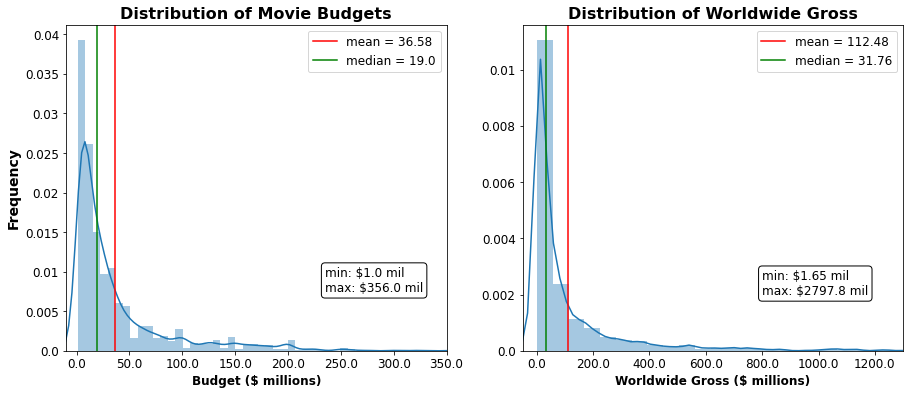 Distribution of Movie Budgets
mean = 36.58
median = 19.0
min: $1.0 mil
max: $356.0 mil
Frequency
0.04
0.035
0.03
0.025
0.02
0.015
0.01
0.005
0.0
0.0 50.0 100.0 150.0 200.0 250.0 300.0 350.0
Budget ($ millions)
Distribution of Worldwide Gross
mean = 112.48
median = 31.76
min: $1.65 mil
max: $2797.8 mil
0.01
0.008
0.006
0.004
0.002
0.0
0.0 200.0 400.0 600.0 800.0 1000.0 1200.0
Worldwide Gross ($ millions)